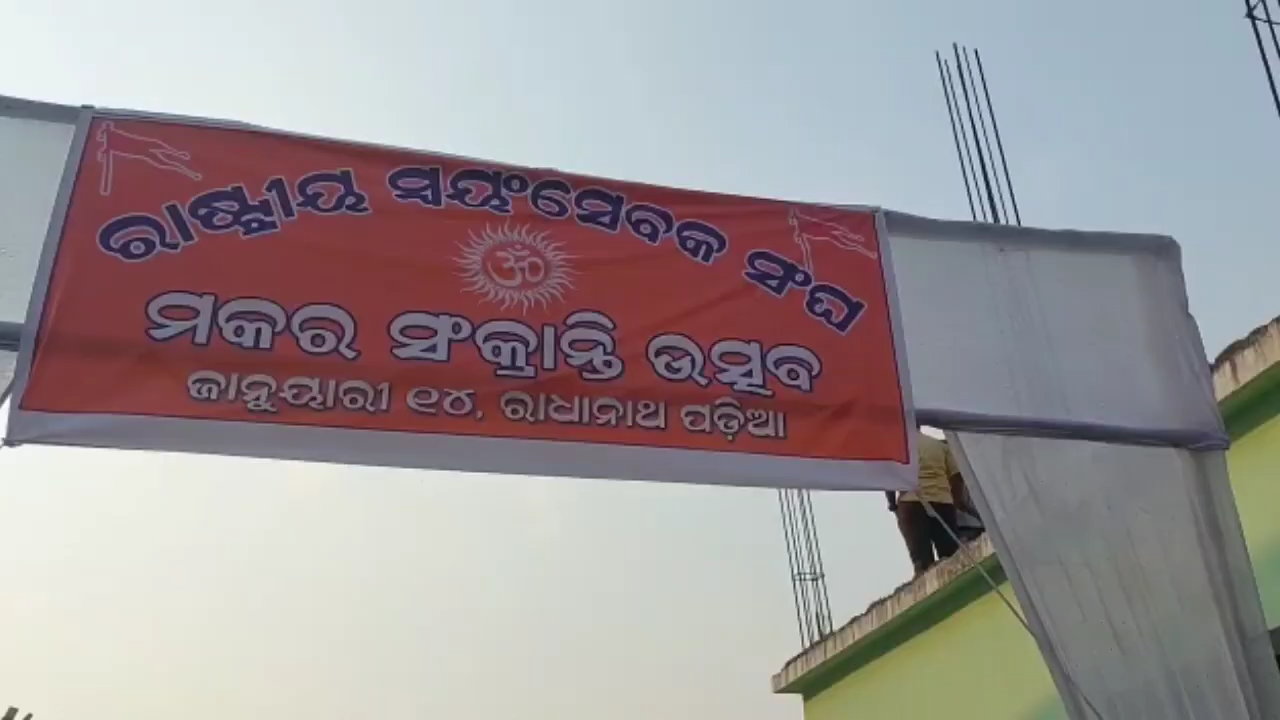 ରାଷ୍ଟ୍ରୀୟ ସ୍ୱୟଂସେବକ ସଂଘ
ॐ
ମକର ସଂକ୍ରାନ୍ତି ଉତ୍ସବ
ଜାନୁୟାରୀ ୧୪, ରାଧାନାଥ ପଡ଼ିଆ